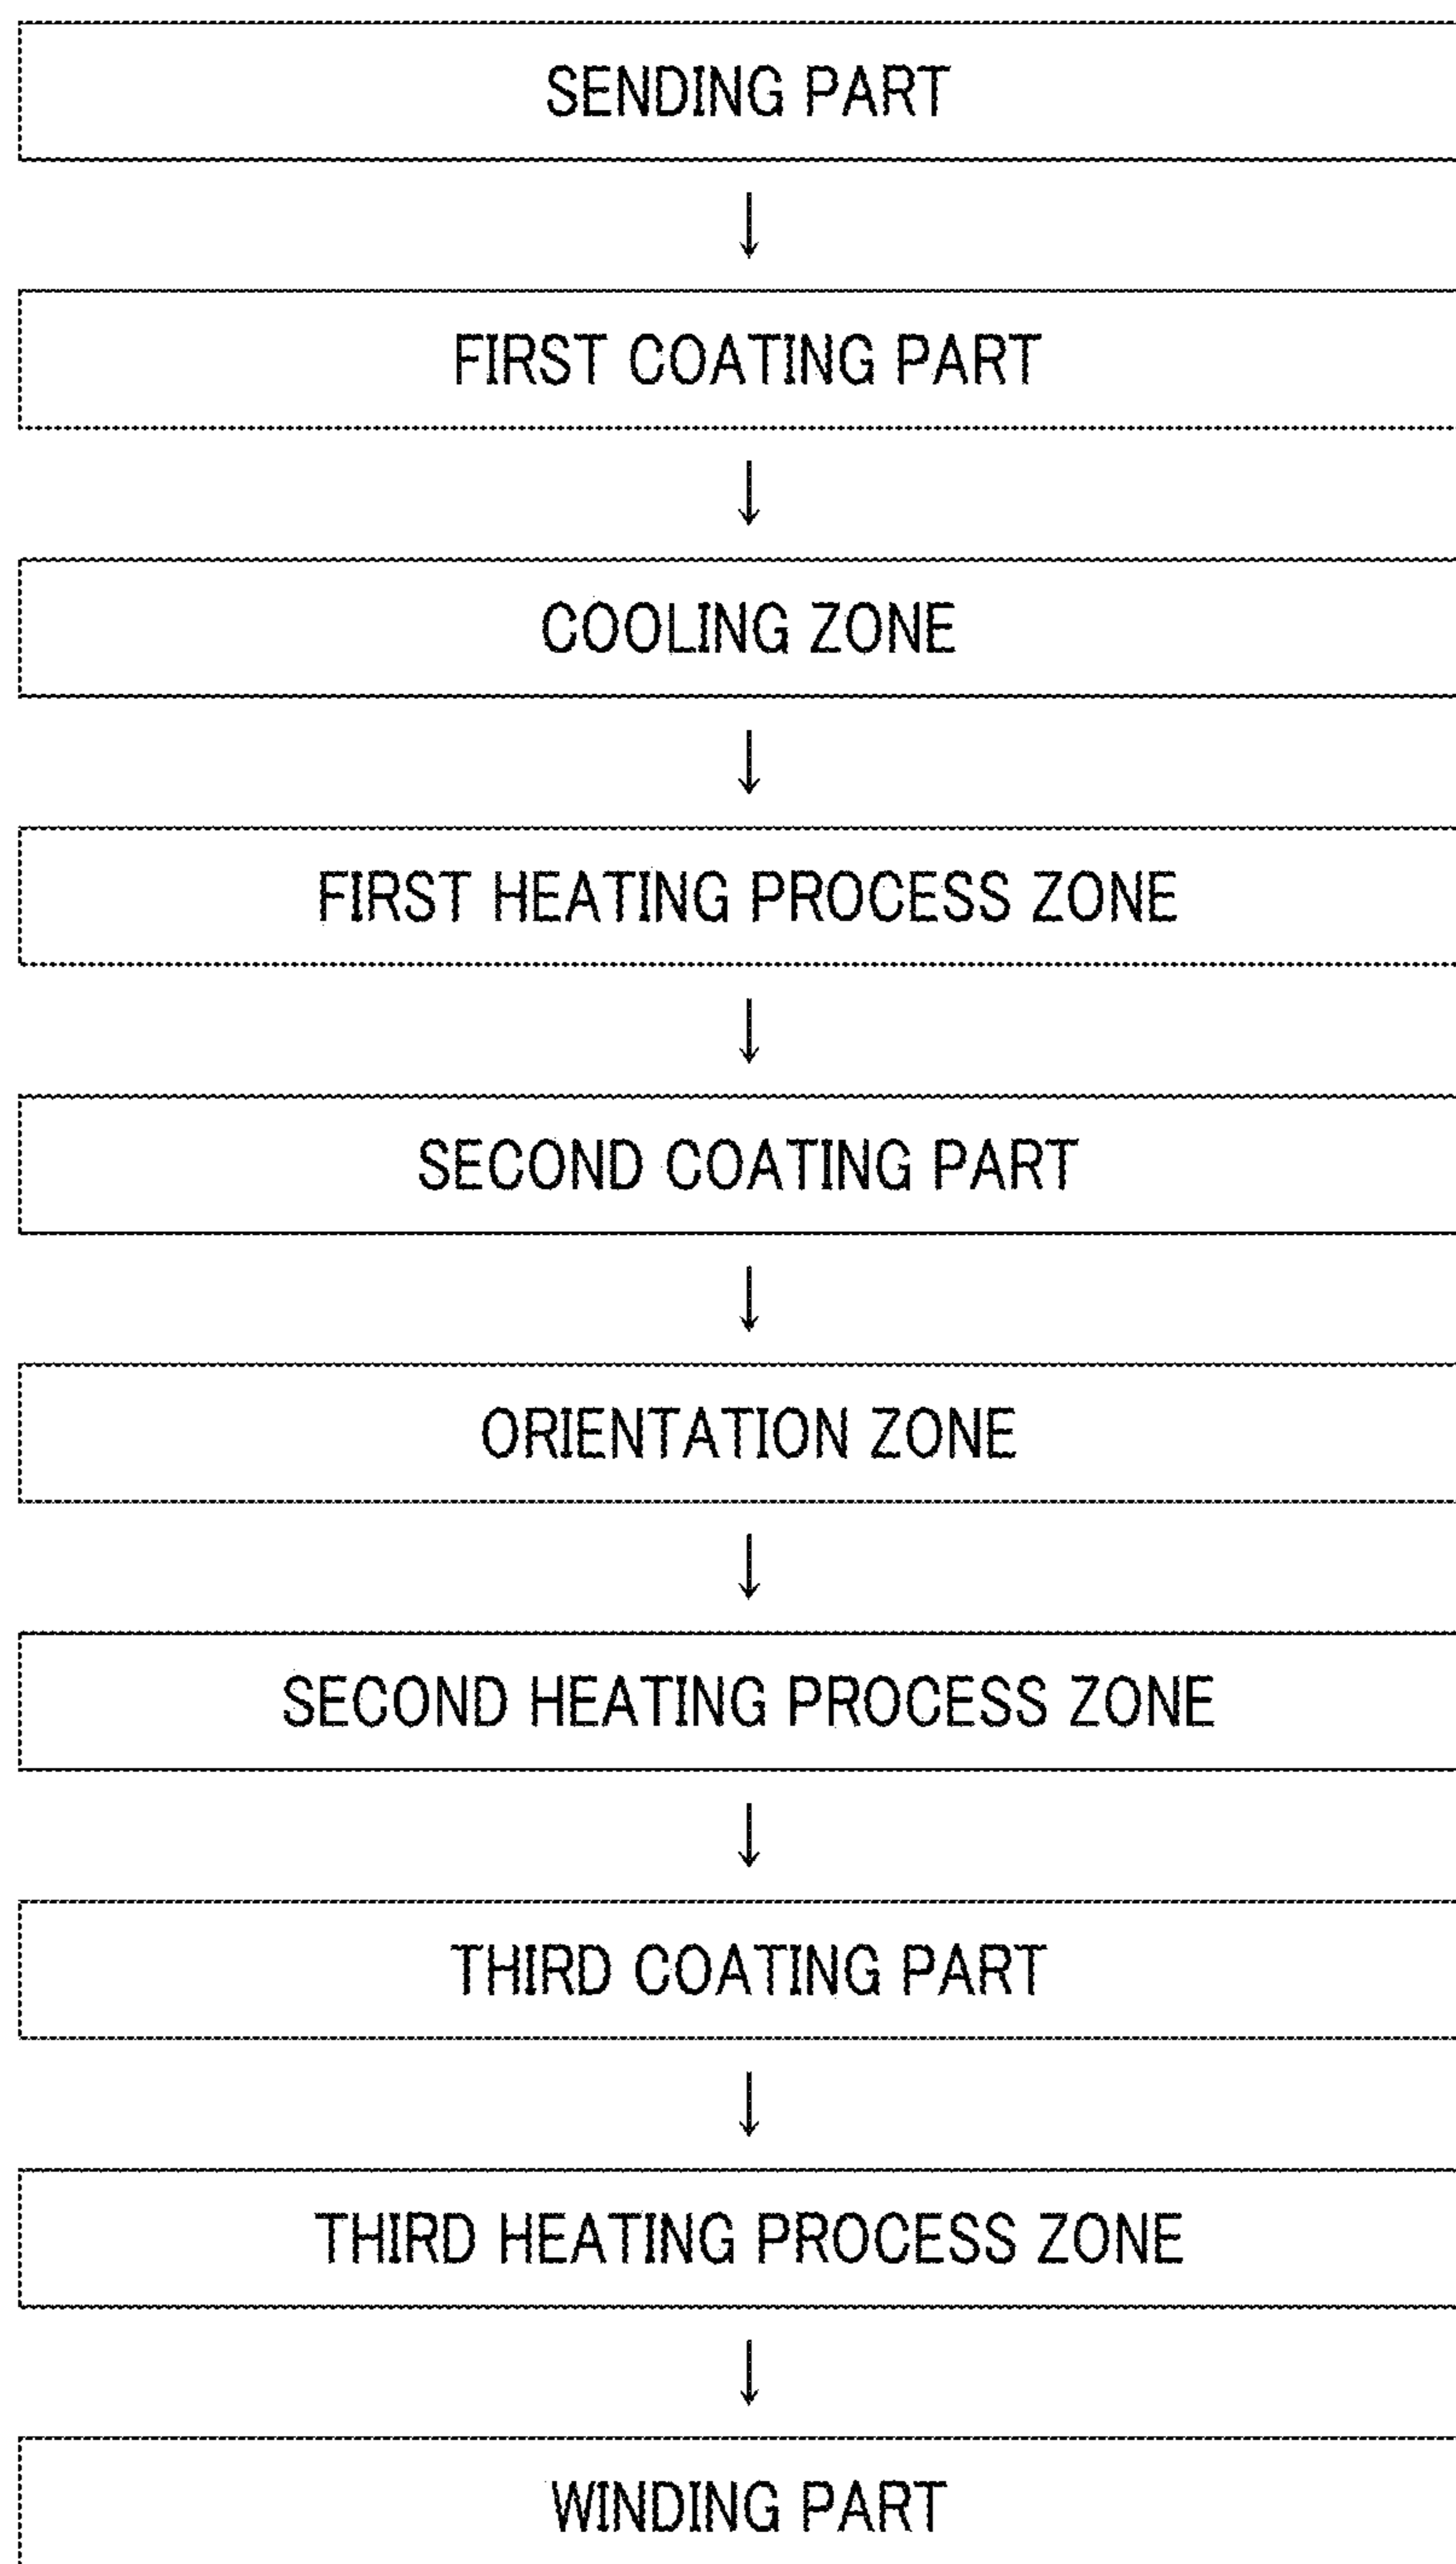 SENDING PART
FIRST COATING PART
COOLING ZONE
FIRST HEATING PROCESS ZONE
SECOND COATING PART
ORIENTATION ZONE
SECOND HEATING PROCESS ZONE
THIRD COATING PART
THIRD HEATING PROCESS ZONE
WINDING PART